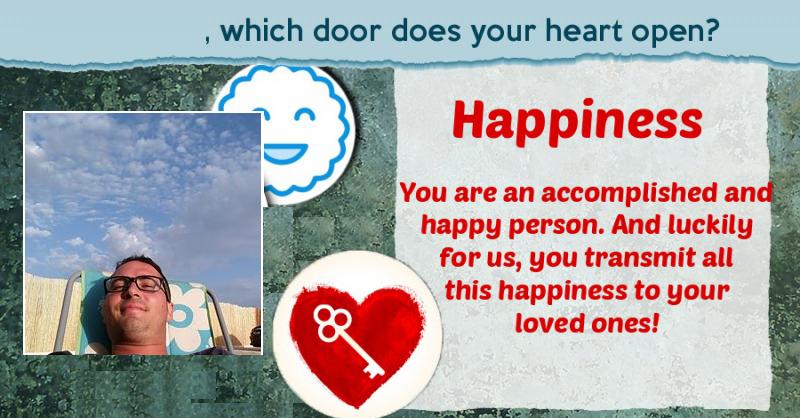 , which door does your heart open?
Happiness
You are an accomplished and
happy person. And luckily
for us, you transmit all
this happiness to your
loved ones!